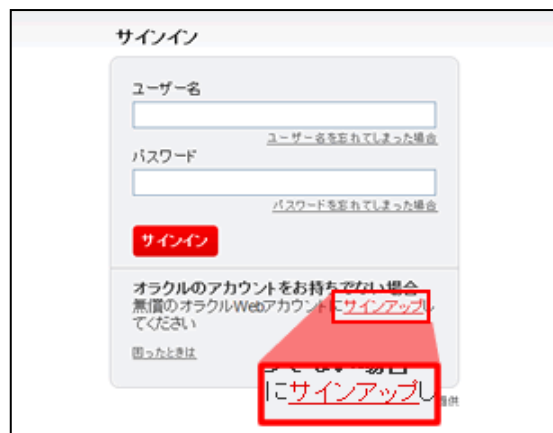 サインイン
ユーザー名
ユーザー名を忘れてしまった場合
パスワード
パスワードを忘れてしまった場合
サインイン
オラクルのアカウントをお持ちでない場合
無償のオラクルWebアカウントにサインアップし
てください
困ったときは
にサインアップし
提供